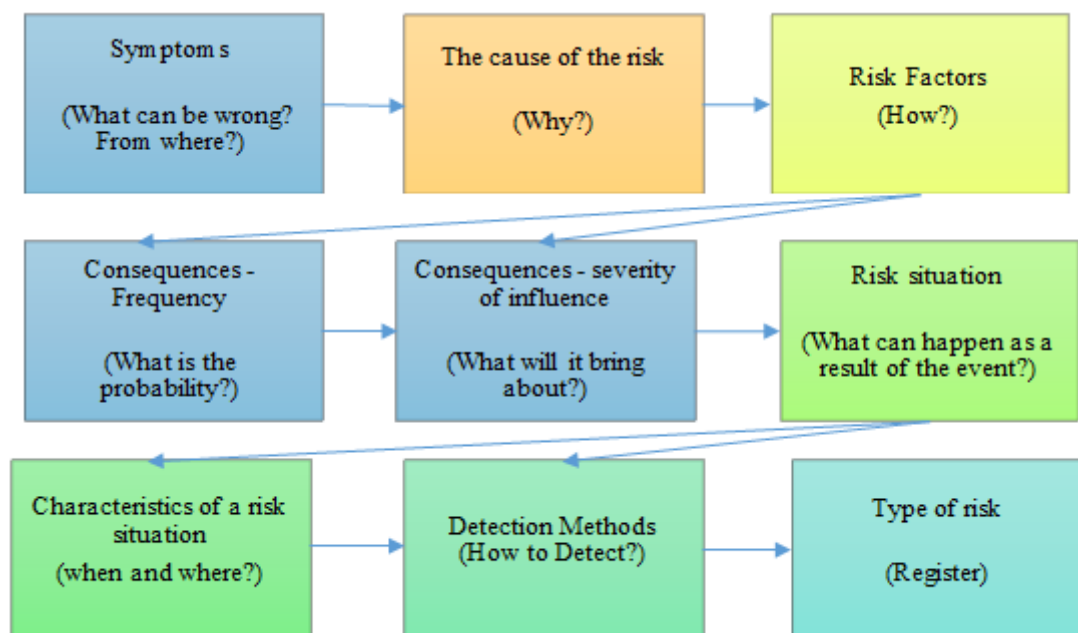 Symptoms
(What can be wrong?
From where?)
The cause of the risk
(Why?)
Risk Factors
(How?)
Consequences -
Frequency
(What is the
probability?)
Consequences - severity
of influence
(What will it bring
about?)
Risk situation
(What can happen as a
result of the event?)
Characteristics of a risk
situation
(when and where?)
Detection Methods
(How to Detect?)
Type of risk
(Register)